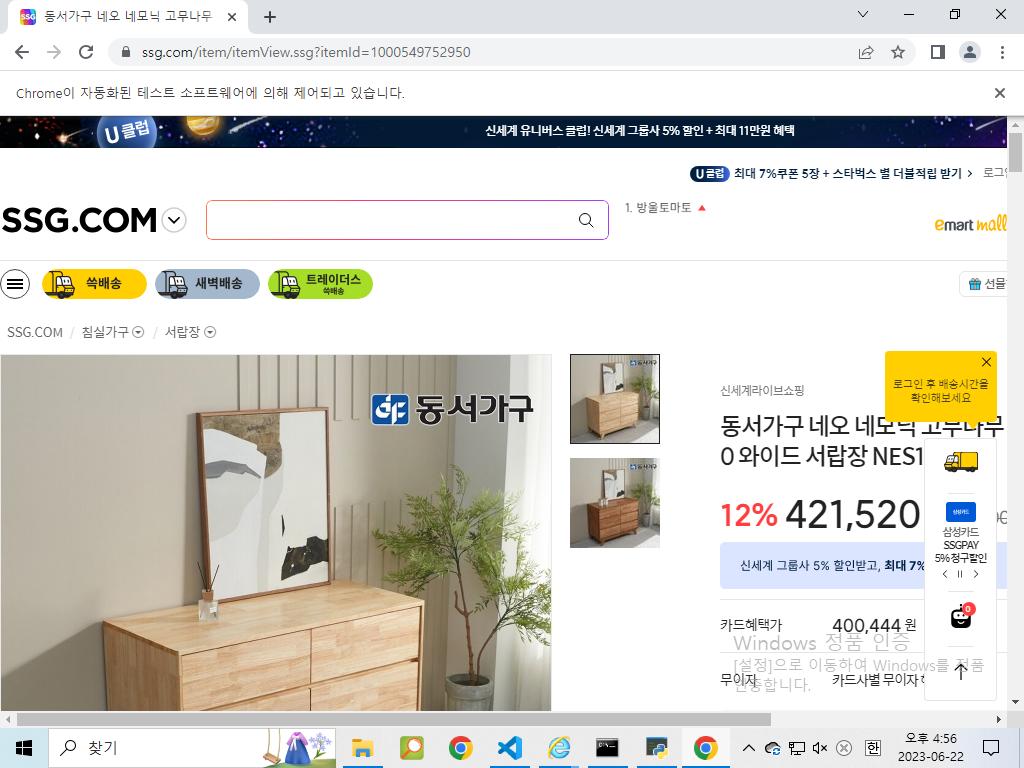 동서가구 네오 네모닉 고무나무
ssg.com/item/itemView.ssg?itemId=1000549752950
Chrome이 자동화된 테스트 소프트웨어에 의해 제어되고 있습니다.
U 클럽
신세계 유니버스 클럽! 신세계 그룹사 5% 할인 + 최대 11만원 혜택
U 클럽 최대 7%쿠폰 5장 + 스타벅스 별 더블적립 받기
SSG.COM
1. 방울토마토
emart mall
쓱배송
새벽배송
트레이더스
쓱배송
선물
SSG.COM / 침실가구 / 서랍장
동서가구
신세계라이브쇼핑
로그인 후 배송시간을
확인해보세요
동서가구 네오 네모닉 고무나무
0 와이드 서랍장 NES1
12% 421,520
신세계 그룹사 5% 할인받고, 최대 7%
삼성카드
삼성카드
SSGPAY
5% 청구할인
0
카드혜택가 400,444 원
무이자 카드사별 무이자
Windows 정품 인증
[설정]으로 이동하여 Windows를 정품
인증합니다.
찾기
한
오후 4:56
2023-06-22